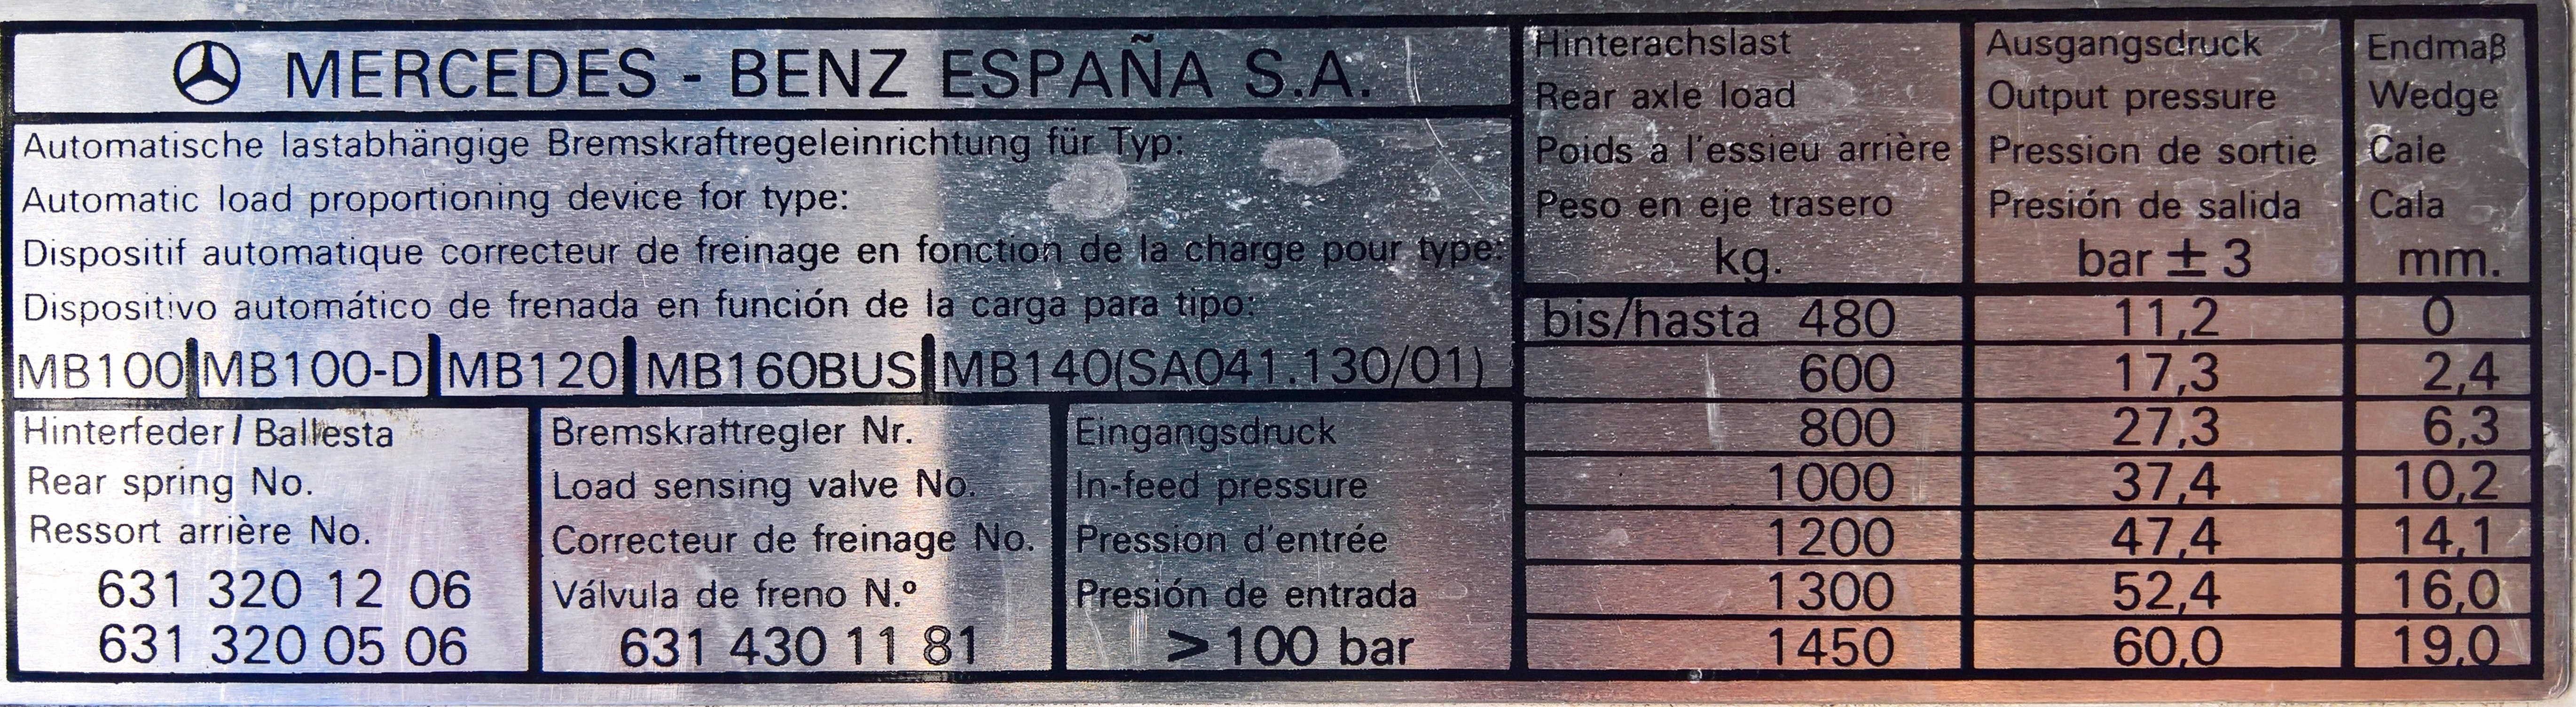 MERCEDES - BENZ ESPAÑA S.A.
Automatische lastabhängige Bremskraftregeleinrichtung für Typ:
Automatic load proportioning device for type:
Dispositif automatique correcteur de freinage en fonction de la charge pour type:
Dispositivo automático de frenada en función de la carga para tipo:
MB100 MB100-D MB120 MB160BUS MB140(SA041.130/01)
Hinterfeder/Ballesta
Rear spring No.
Ressort arrière No.
631 320 12 06
631 320 05 06
Bremskraftregler Nr.
Load sensing valve No.
Correcteur de freinage No.
Válvula de freno N.º
631 430 11 81
Eingangsdruck
In-feed pressure
Pression d'entrée
Presión de entrada
> 100 bar
Hinterachslast Ausgangsdruck Endmaß
Rear axle load Output pressure Wedge
Poids a l'essieu arrière Pression de sortie Cale
Peso en eje trasero Presión de salida Cala
kg. bar ± 3 mm.
bis/hasta 480 11,2 0
600 17,3 2,4
800 27,3 6,3
1000 37,4 10,2
1200 47,4 14,1
1300 52,4 16,0
1450 60,0 19,0